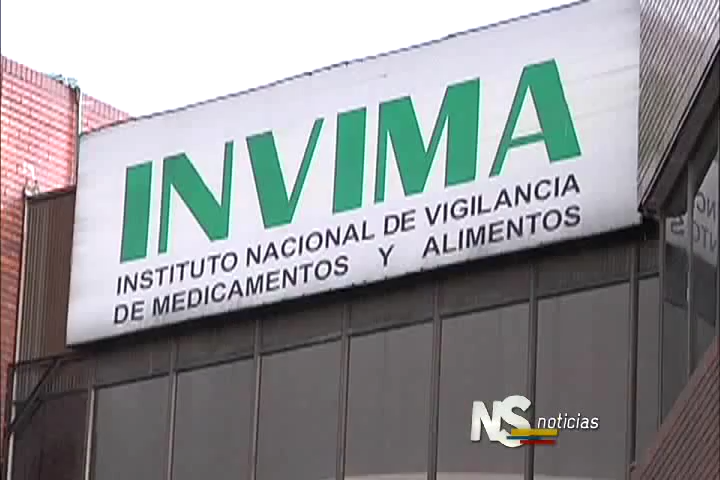 INVIMA
INSTITUTO NACIONAL DE VIGILANCIA
DE MEDICAMENTOS Y ALIMENTOS
NS noticias